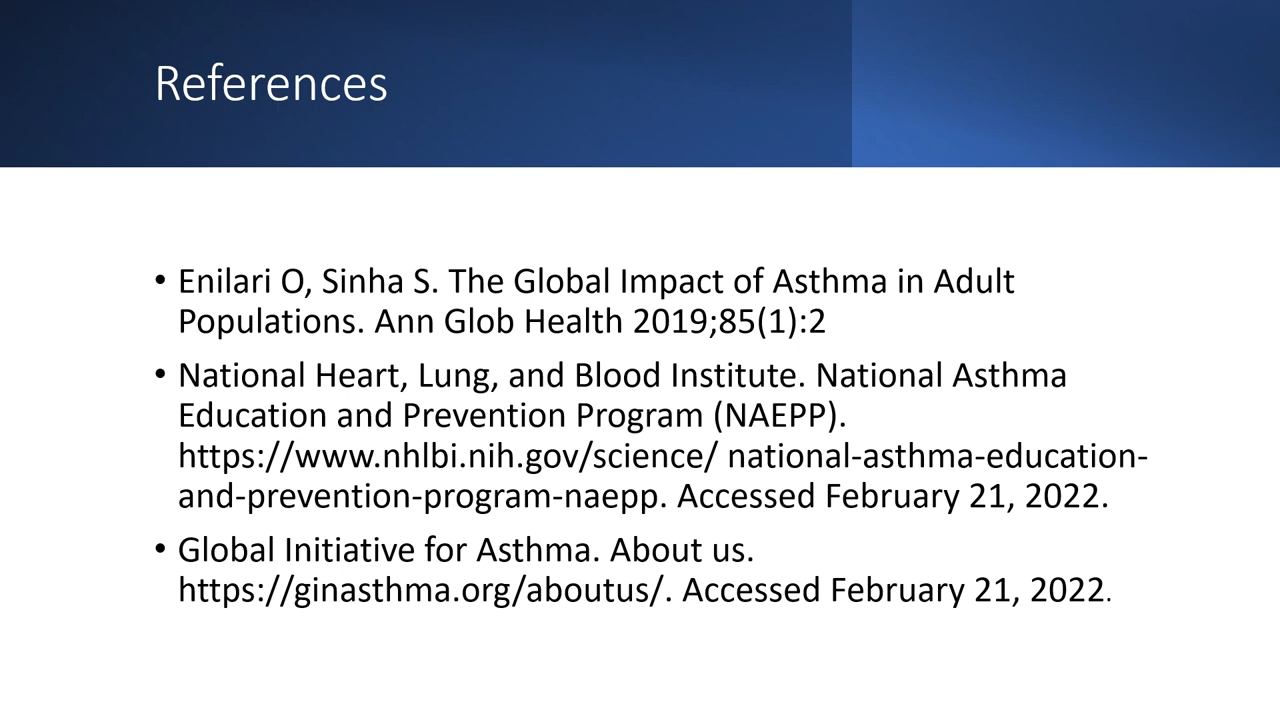 References
• Enilari O, Sinha S. The Global Impact of Asthma in Adult
Populations. Ann Glob Health 2019;85(1):2
• National Heart, Lung, and Blood Institute. National Asthma
Education and Prevention Program (NAEPP).
https://www.nhlbi.nih.gov/science/ national-asthma-education-
and-prevention-program-naepp. Accessed February 21, 2022.
• Global Initiative for Asthma. About us.
https://ginasthma.org/aboutus/. Accessed February 21, 2022.